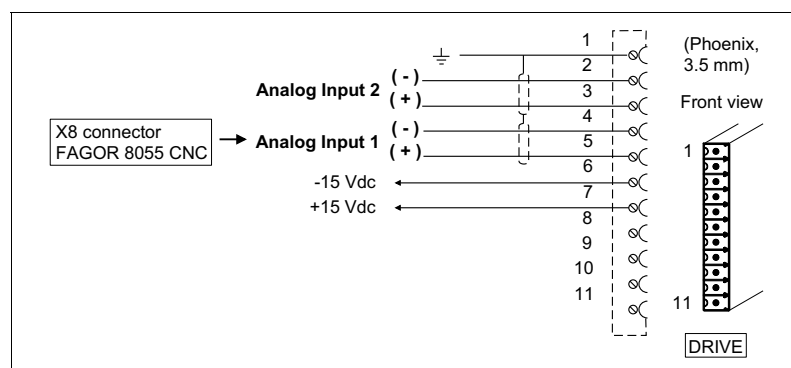 1
2
3
4
5
6
7
8
9
10
11
Analog Input 2
( - )
( + )
Analog Input 1
( - )
( + )
-15 Vdc
+15 Vdc
X8 connector
FAGOR 8055 CNC
(Phoenix,
3.5 mm)
Front view
1
11
DRIVE